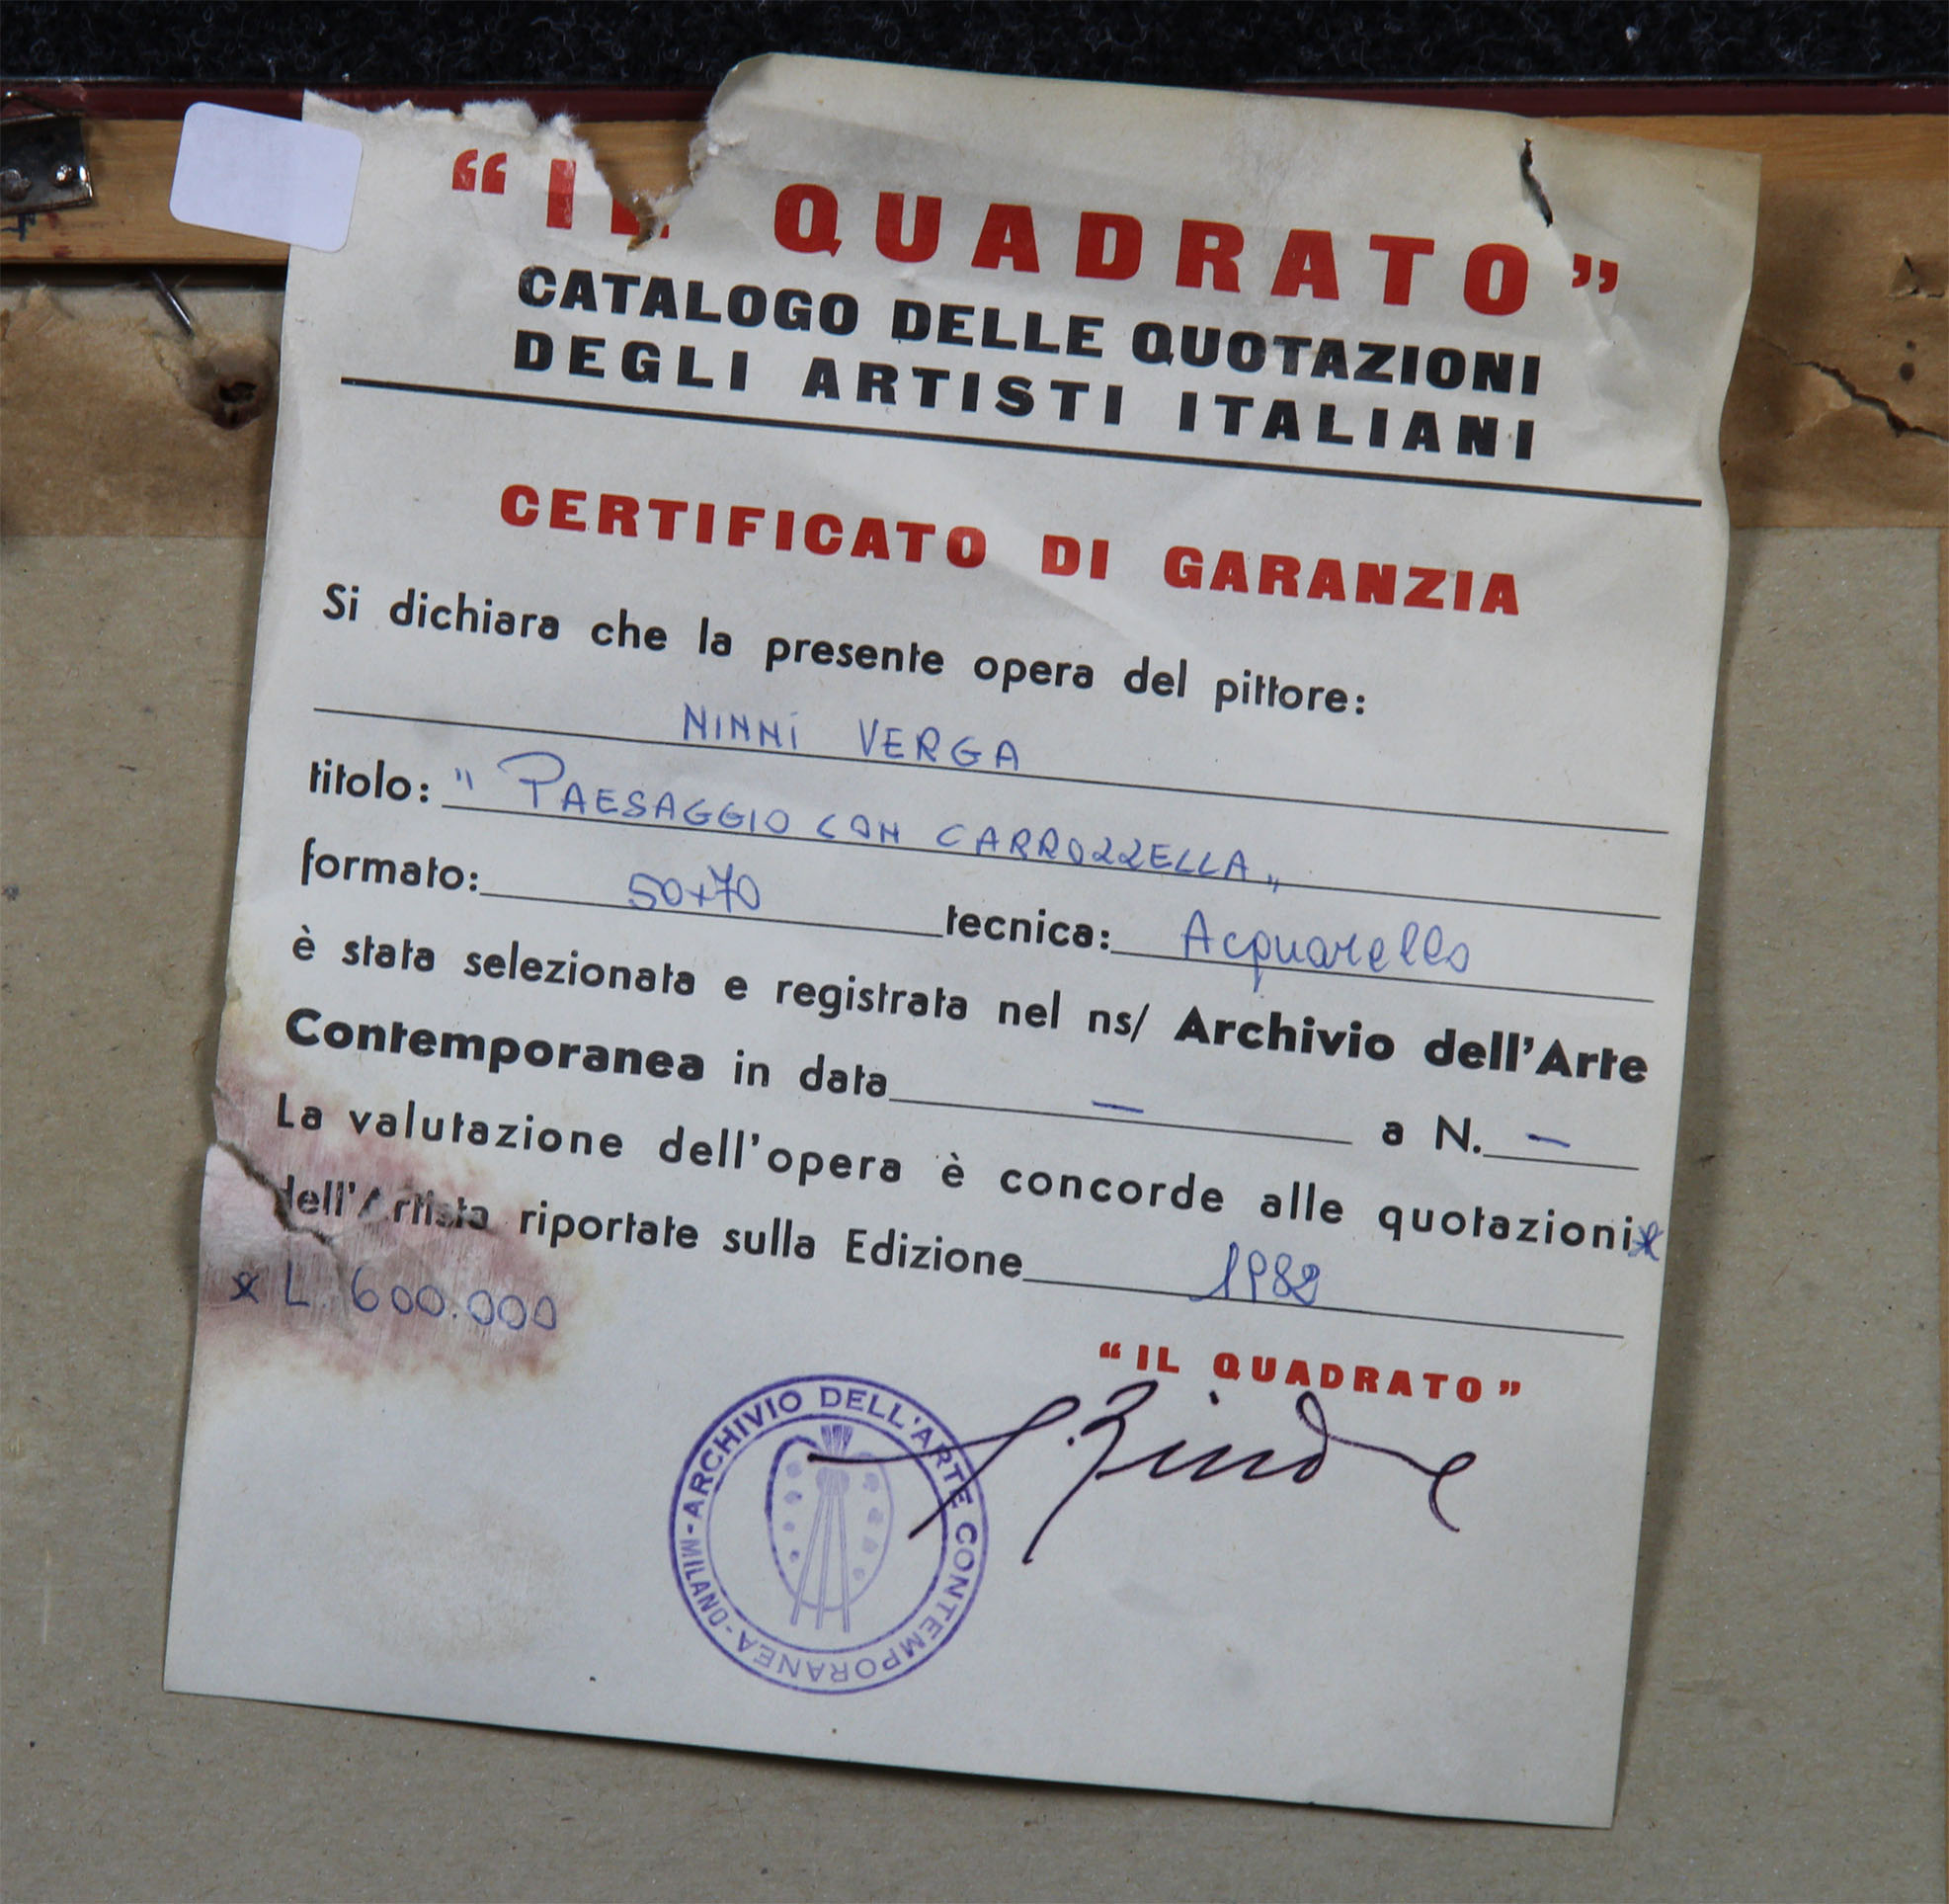 “IL QUADRATO”
CATALOGO DELLE QUOTAZIONI
DEGLI ARTISTI ITALIANI
CERTIFICATO DI GARANZIA
Si dichiara che la presente opera del pittore:
NINNI VERGA
titolo: " PAESAGGIO CON CARROZZELLA "
formato: 50x70 tecnica: Acquarello
è stata selezionata e registrata nel ns/ Archivio dell'Arte
Contemporanea in data — a N. —
La valutazione dell'opera è concorde alle quotazioni x
dell'Artista riportate sulla Edizione 1982
x L. 600.000
“IL QUADRATO”
ARCHIVIO DELL'ARTE CONTEMPORANEA - MILANO -